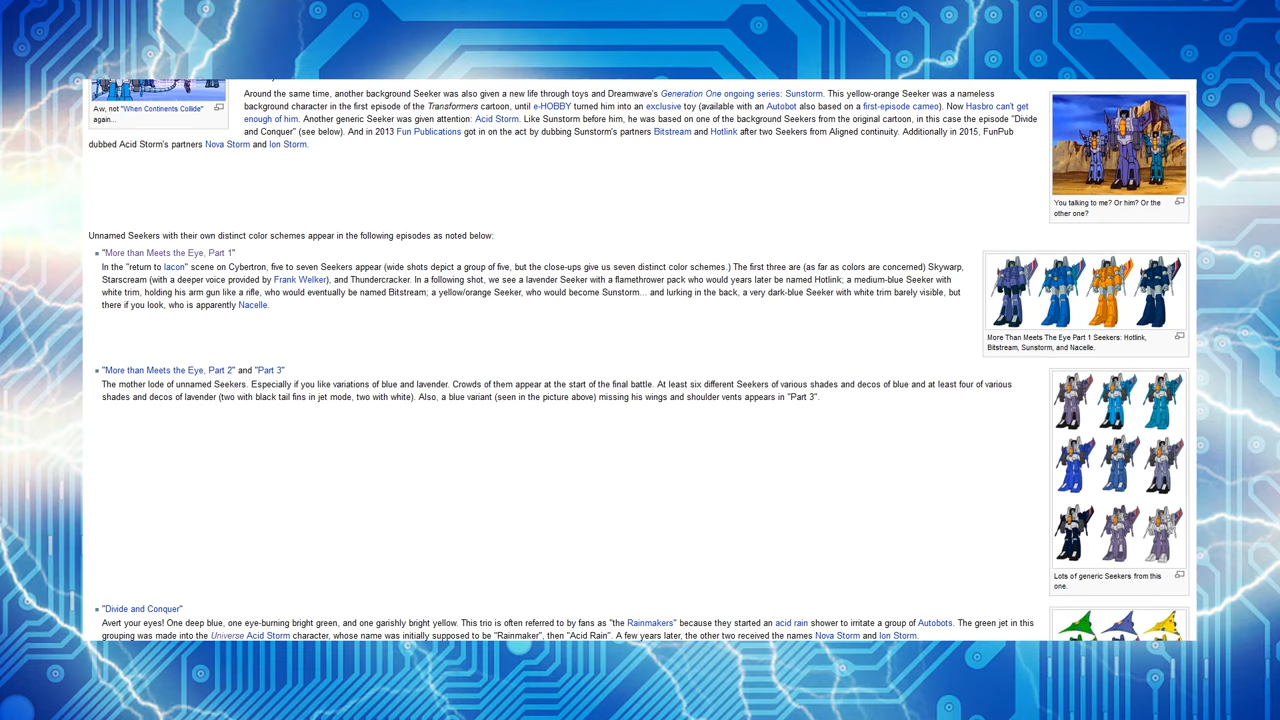 Aw, not "When Continents Collide"
again...
Around the same time, another background Seeker was also given a new life through toys and Dreamwave's Generation One ongoing series: Sunstorm. This yellow-orange Seeker was a nameless
background character in the first episode of the Transformers cartoon, until e-HOBBY turned him into an exclusive toy (available with an Autobot also based on a first-episode cameo). Now Hasbro can't get
enough of him. Another generic Seeker was given attention: Acid Storm. Like Sunstorm before him, he was based on one of the background Seekers from the original cartoon, in this case the episode "Divide
and Conquer" (see below). And in 2013 Fun Publications got in on the act by dubbing Sunstorm's partners Bitstream and Hotlink after two Seekers from Aligned continuity. Additionally in 2015, FunPub
dubbed Acid Storm's partners Nova Storm and Ion Storm.
You talking to me? Or him? Or the
other one?
Unnamed Seekers with their own distinct color schemes appear in the following episodes as noted below:
"More than Meets the Eye, Part 1"
In the "return to Iacon" scene on Cybertron, five to seven Seekers appear (wide shots depict a group of five, but the close-ups give us seven distinct color schemes.) The first three are (as far as colors are concerned) Skywarp,
Starscream (with a deeper voice provided by Frank Welker), and Thundercracker. In a following shot, we see a lavender Seeker with a flamethrower pack who would years later be named Hotlink; a medium-blue Seeker with
white trim, holding his arm gun like a rifle, who would eventually be named Bitstream; a yellow/orange Seeker, who would become Sunstorm... and lurking in the back, a very dark-blue Seeker with white trim barely visible, but
there if you look, who is apparently Nacelle.
More Than Meets The Eye Part 1 Seekers: Hotlink,
Bitstream, Sunstorm, and Nacelle.
"More than Meets the Eye, Part 2" and "Part 3"
The mother lode of unnamed Seekers. Especially if you like variations of blue and lavender. Crowds of them appear at the start of the final battle. At least six different Seekers of various shades and decos of blue and at least four of various
shades and decos of lavender (two with black tail fins in jet mode, two with white). Also, a blue variant (seen in the picture above) missing his wings and shoulder vents appears in "Part 3".
Lots of generic Seekers from this
one.
"Divide and Conquer"
Avert your eyes! One deep blue, one eye-burning bright green, and one garishly bright yellow. This trio is often referred to by fans as "the Rainmakers" because they started an acid rain shower to irritate a group of Autobots. The green jet in this
grouping was made into the Universe Acid Storm character, whose name was initially supposed to be "Rainmaker", then "Acid Rain". A few years later, the other two received the names Nova Storm and Ion Storm.